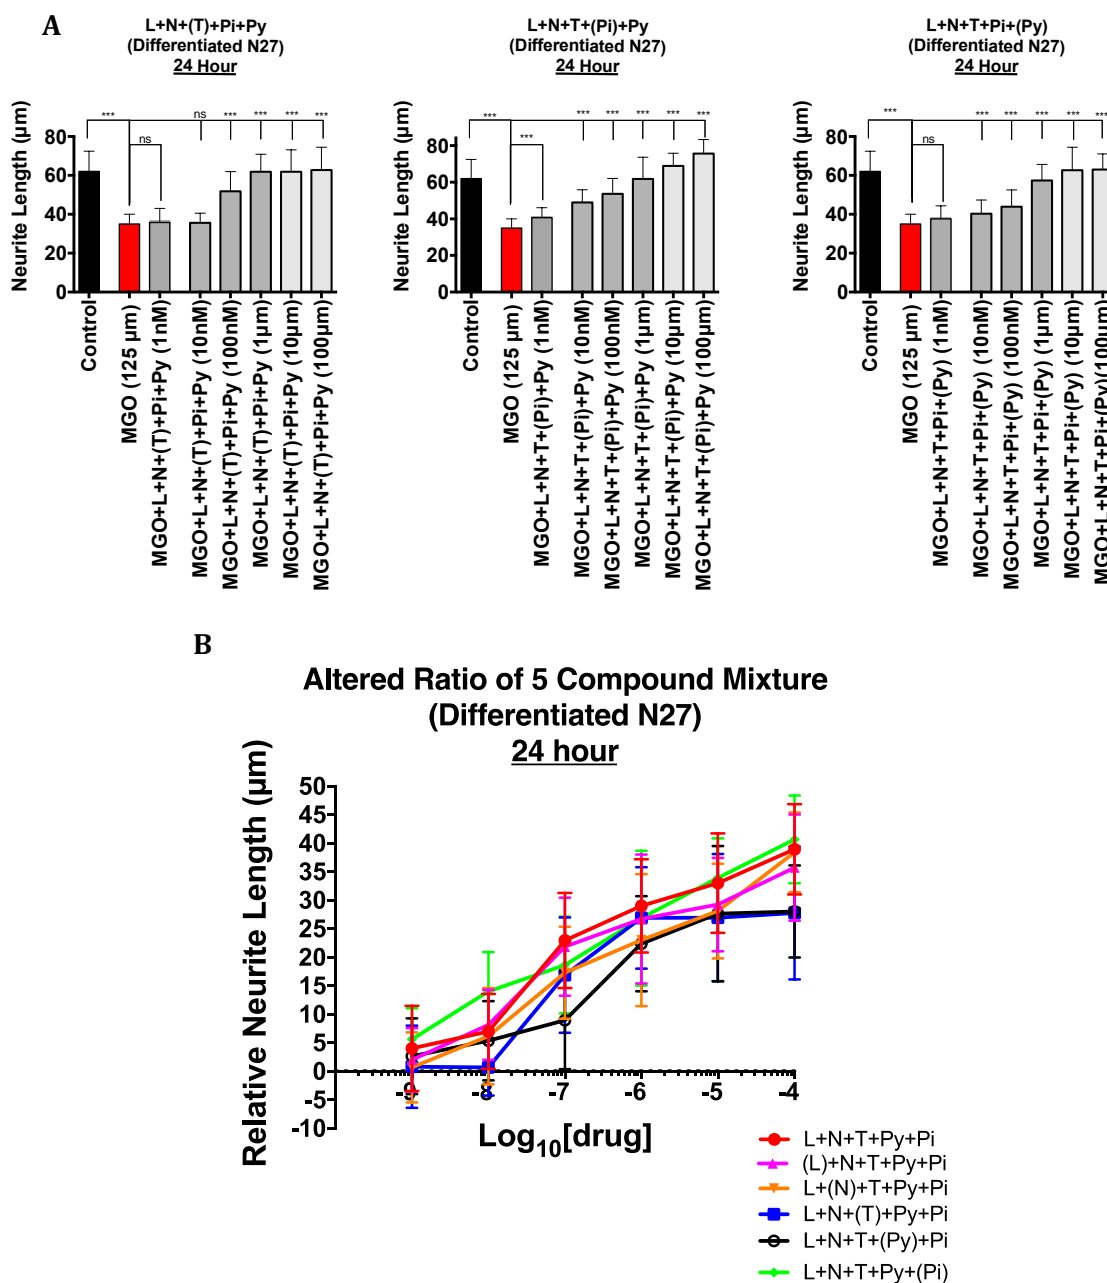 A
L+N+(T)+Pi+Py
(Differentiated N27)
24 Hour
Neurite Length (µm)
80
60
40
20
0
***
ns
ns
***
***
***
***
Control
MGO (125 µm)
MGO+L+N+(T)+Pi+Py (1nM)
MGO+L+N+(T)+Pi+Py (10nM)
MGO+L+N+(T)+Pi+Py (100nM)
MGO+L+N+(T)+Pi+Py (1µm)
MGO+L+N+(T)+Pi+Py (10µm)
MGO+L+N+(T)+Pi+Py (100µm)
L+N+T+(Pi)+Py
(Differentiated N27)
24 Hour
Neurite Length (µm)
80
60
40
20
0
***
***
***
***
***
***
***
Control
MGO (125 µm)
MGO+L+N+T+(Pi)+Py (1nM)
MGO+L+N+T+(Pi)+Py (10nM)
MGO+L+N+T+(Pi)+Py (100nM)
MGO+L+N+T+(Pi)+Py (1µm)
MGO+L+N+T+(Pi)+Py (10µm)
MGO+L+N+T+(Pi)+Py (100µm)
L+N+T+Pi+(Py)
(Differentiated N27)
24 Hour
Neurite Length (µm)
80
60
40
20
0
***
ns
***
***
***
***
***
Control
MGO (125 µm)
MGO+L+N+T+Pi+(Py) (1nM)
MGO+L+N+T+Pi+(Py) (10nM)
MGO+L+N+T+Pi+(Py) (100nM)
MGO+L+N+T+Pi+(Py) (1µm)
MGO+L+N+T+Pi+(Py) (10µm)
MGO+L+N+T+Pi+(Py)(100µm)
B
Altered Ratio of 5 Compound Mixture
(Differentiated N27)
24 hour
Relative Neurite Length (µm)
50
45
40
35
30
25
20
15
10
5
0
-5
-10
-9
-8
-7
-6
-5
-4
Log10[drug]
L+N+T+Py+Pi
(L)+N+T+Py+Pi
L+(N)+T+Py+Pi
L+N+(T)+Py+Pi
L+N+T+(Py)+Pi
L+N+T+Py+(Pi)